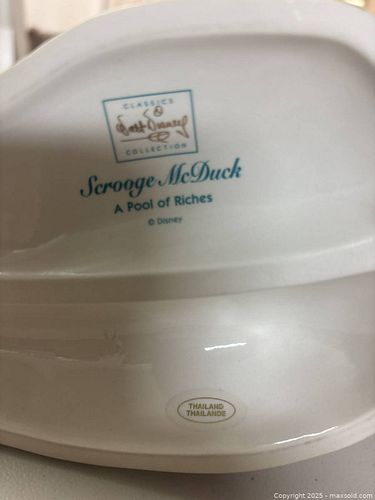 CLASSICS
Walt Disney
COLLECTION
Scrooge McDuck
A Pool of Riches
© Disney
THAILAND
THAILANDE
Copyright 2025 - maxsold.com